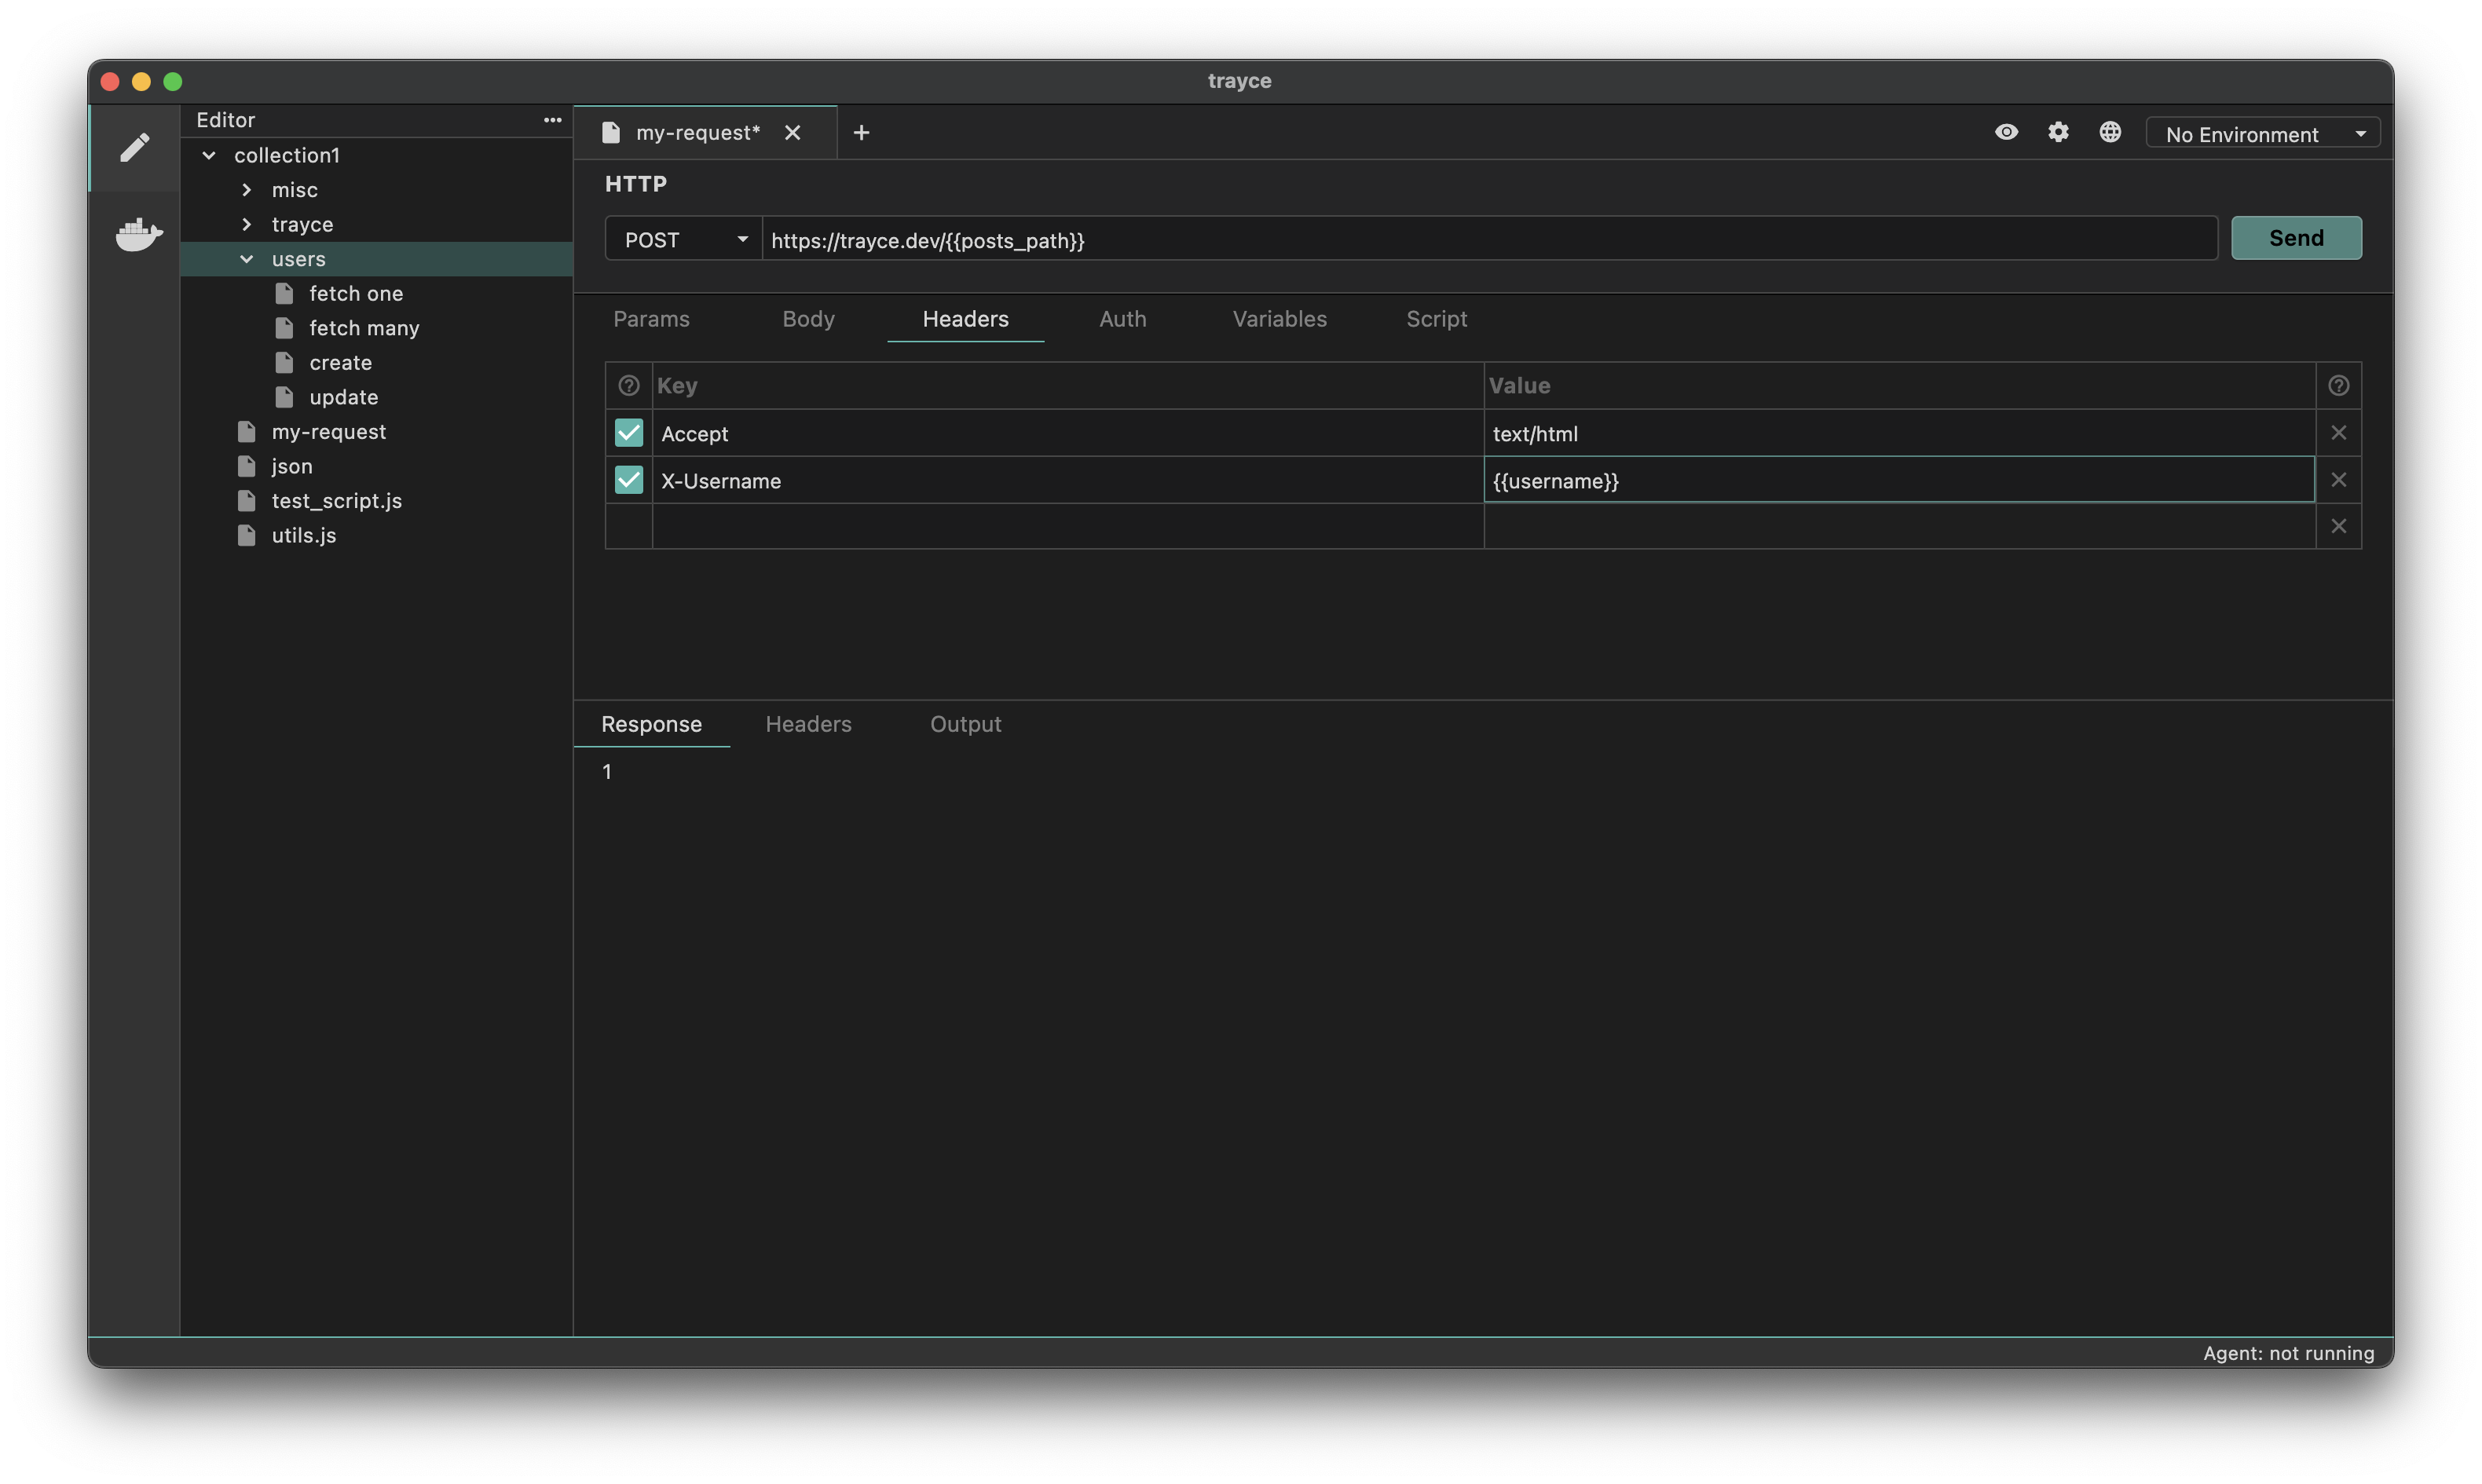 trayce
Editor
collection1
misc
trayce
users
fetch one
fetch many
create
update
my-request
json
test_script.js
utils.js
my-request*
No Environment
HTTP
POST
https://trayce.dev/{{posts_path}}
Send
Params Body Headers Auth Variables Script
Key Value
Accept text/html
X-Username {{username}}
Response Headers Output
1
Agent: not running